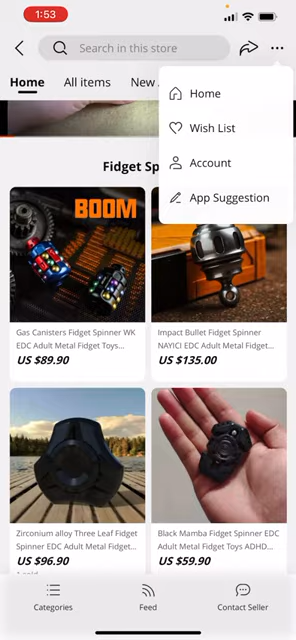 1:53
Search in this store
Home
All items
New
Home
Wish List
Account
App Suggestion
Fidget Sp
BOOM
Gas Canisters Fidget Spinner WK
EDC Adult Metal Fidget Toys...
US $89.90
Impact Bullet Fidget Spinner
NAYICI EDC Adult Metal Fidget...
US $135.00
Zirconium alloy Three Leaf Fidget
Spinner EDC Adult Metal Fidget...
US $96.90
Black Mamba Fidget Spinner EDC
Adult Metal Fidget Toys ADHD...
US $59.90
Categories
Feed
Contact Seller